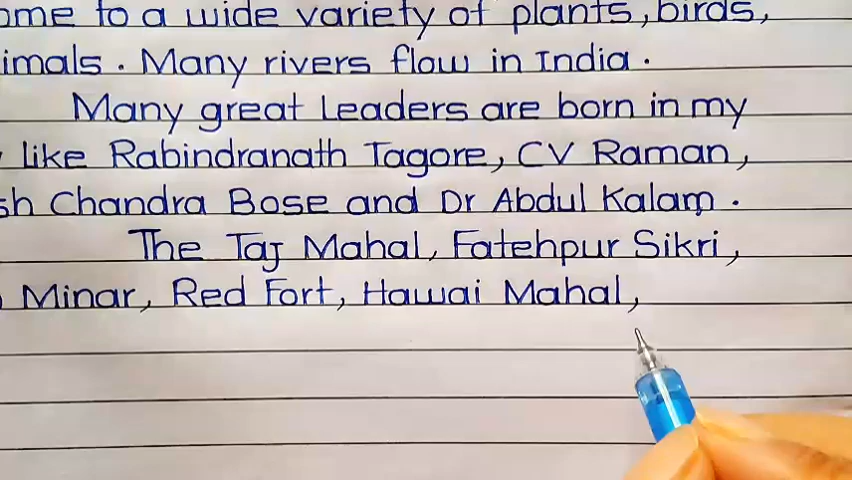 ome to a wide variety of plants, birds,
imals. Many rivers flow in India.
Many great Leaders are born in my
like Rabindranath Tagore, CV Raman,
sh Chandra Bose and Dr Abdul Kalam.
The Taj Mahal, Fatehpur Sikri,
Minar, Red Fort, Hawai Mahal,